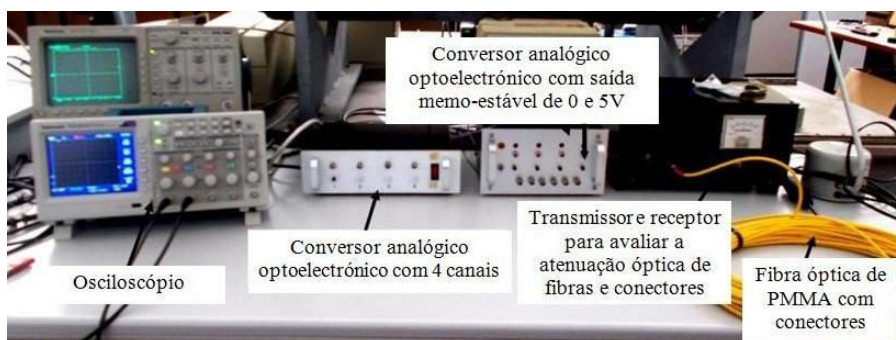 Conversor analógico
optoelectrónico com saída
memo-estável de 0 e 5V
Osciloscópio
Conversor analógico
optoelectrónico com 4 canais
Transmissor e receptor
para avaliar a
atenuação óptica de
fibras e conectores
Fibra óptica de
PMMA com
conectores